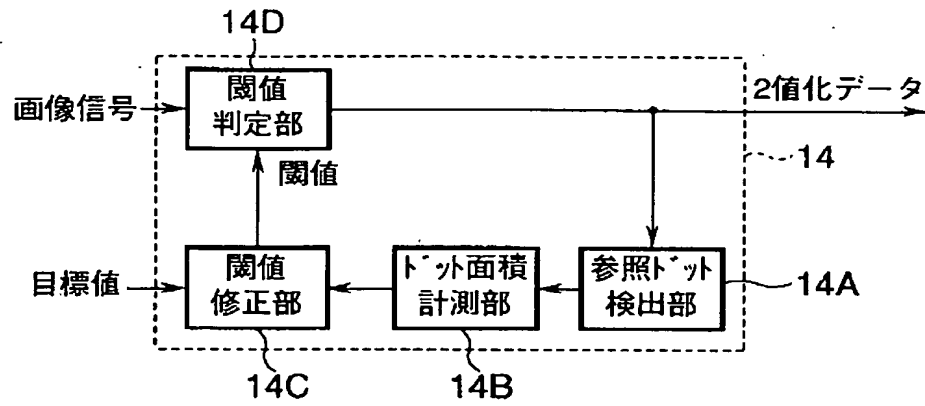 14D
画像信号
閾値
判定部
2値化データ
閾値
14
目標値
閾値
修正部
ﾄﾞｯﾄ面積
計測部
参照ﾄﾞｯﾄ
検出部
14A
14C
14B